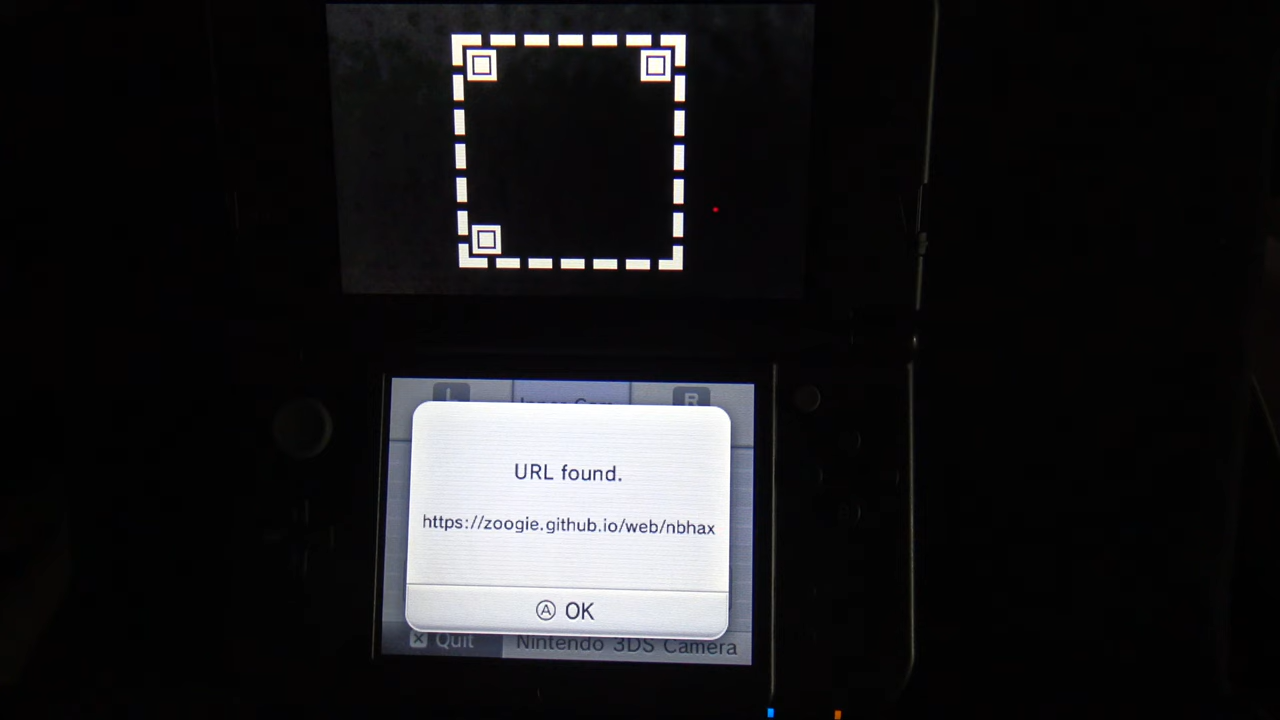 R
URL found.
https://zoogie.github.io/web/nbhax
Ⓐ OK
Quit
Nintendo 3DS Camera